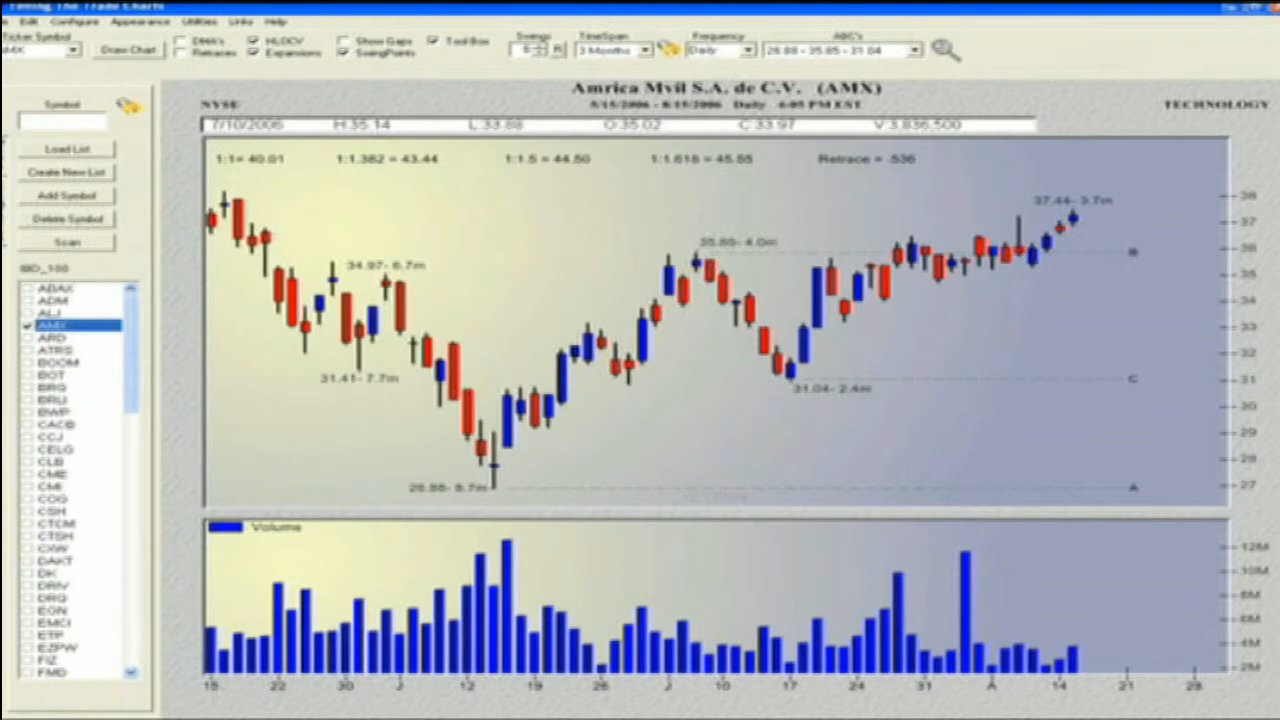 Timing The Trade Charts
Edit Configure Appearance Utilities Links Help
Ticker Symbol
AMX
Draw Chart
DMA's
Retraces
HLOCV
Expansions
Show Gaps
SwingPoints
Tool Box
Swings
6
R
TimeSpan
3 Months
Frequency
Daily
ABC's
26.88 - 35.85 - 31.04
Symbol
Load List
Create New List
Add Symbol
Delete Symbol
Scan
IBD_100
ABAX
ADM
ALJ
AMX
ARD
ATRS
BOOM
BOT
BRG
BRLI
BWP
CACB
CCJ
CELG
CLB
CME
CMI
COG
CSH
CTCM
CTSH
CXW
DAKT
DK
DRIV
DRQ
EGN
EMCI
ETP
EZPW
FIZ
FMD
Amrica Mvil S.A. de C.V. (AMX)
NYSE
5/15/2006 - 8/15/2006 Daily 4:05 PM EST
TECHNOLOGY
7/10/2006 H:35.14 L:33.88 O:35.02 C:33.97 V:3,836,500
1:1= 40.01 1:1.382 = 43.44 1:1.5 = 44.50 1:1.618 = 45.55 Retrace = .536
37.44- 3.7m
35.85- 4.0m
34.97- 6.7m
31.41- 7.7m
31.04- 2.4m
26.88- 8.7m
B
C
A
38
37
36
35
34
33
32
31
30
29
28
27
Volume
12M
10M
8M
6M
4M
2M
15 22 30 J 12 19 26 J 10 17 24 31 A 14 21 28